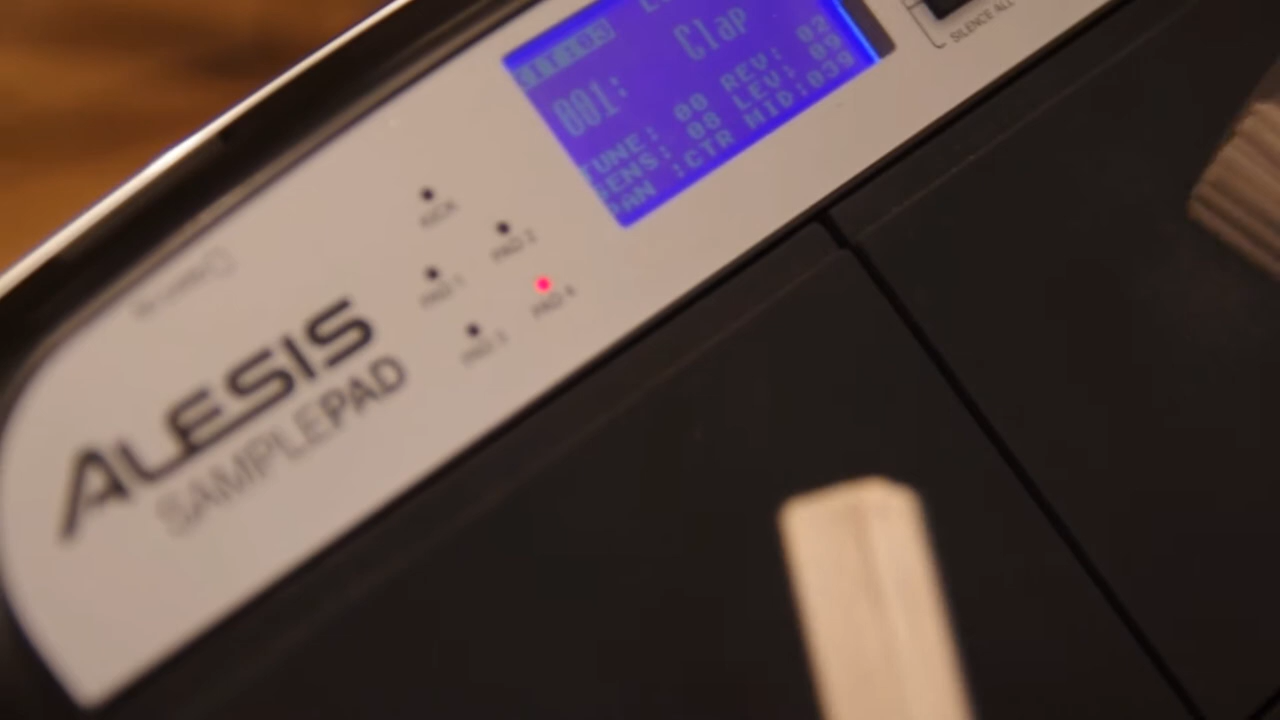 Clap
001:
TUNE: 00 REV: 02
SENS: 08 LEV: 09
PAN :CTR MID:039
SILENCE ALL
KICK
PAD 2
PAD 1
PAD 4
PAD 3
ALESIS
SAMPLEPAD